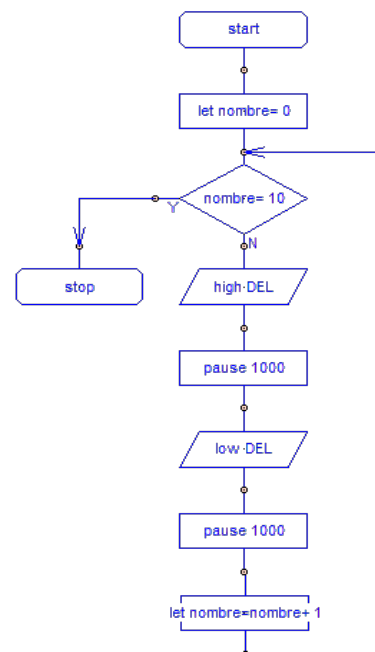 start
let nombre= 0
nombre= 10
Y
N
stop
high DEL
pause 1000
low DEL
pause 1000
let nombre=nombre+ 1